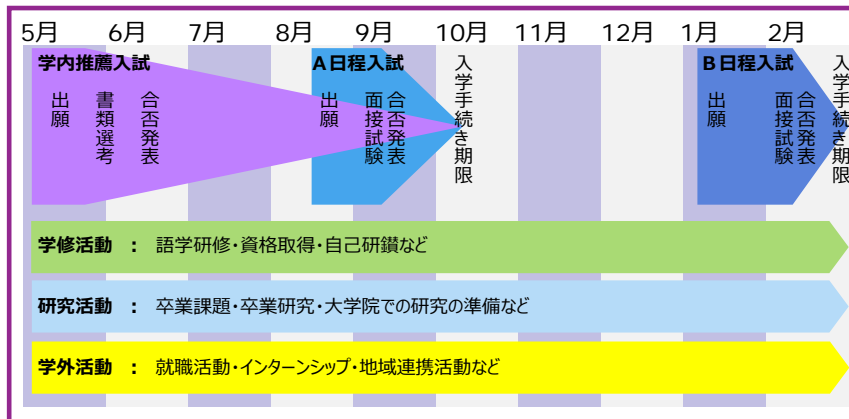 5月 6月 7月 8月 9月 10月 11月 12月 1月 2月
学内推薦入試
出願
書類選考
合否発表
A日程入試
出願
面接試験
合否発表
入学手続き期限
B日程入試
出願
面接試験
合否発表
入学手続き期限
学修活動 : 語学研修・資格取得・自己研鑚など
研究活動 : 卒業課題・卒業研究・大学院での研究の準備など
学外活動 : 就職活動・インターンシップ・地域連携活動など